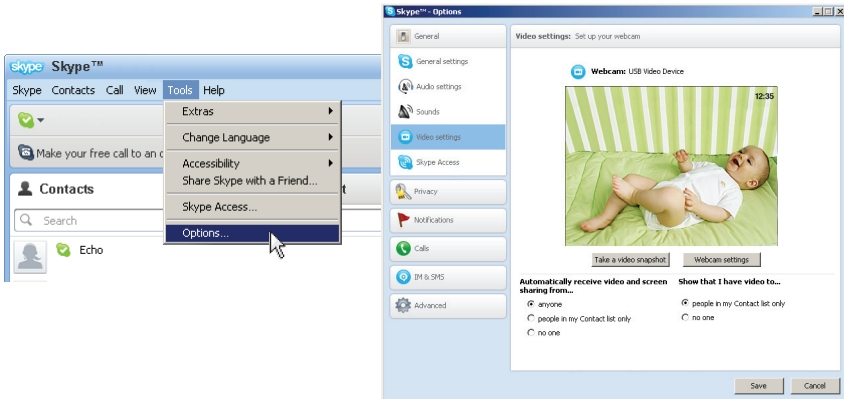 Skype™
Skype Contacts Call View Tools Help
Extras
Change Language
Make your free call to an c
Accessibility
Share Skype with a Friend...
Contacts
t
Skype Access...
Search
Options...
Echo
Skype™ - Options
General
General settings
Audio settings
Sounds
Video settings
Skype Access
Privacy
Notifications
Calls
IM & SMS
Advanced
Video settings: Set up your webcam
Webcam: USB Video Device
12:35
Take a video snapshot Webcam settings
Automatically receive video and screen
sharing from...
anyone
people in my Contact list only
no one
Show that I have video to...
people in my Contact list only
no one
Save Cancel